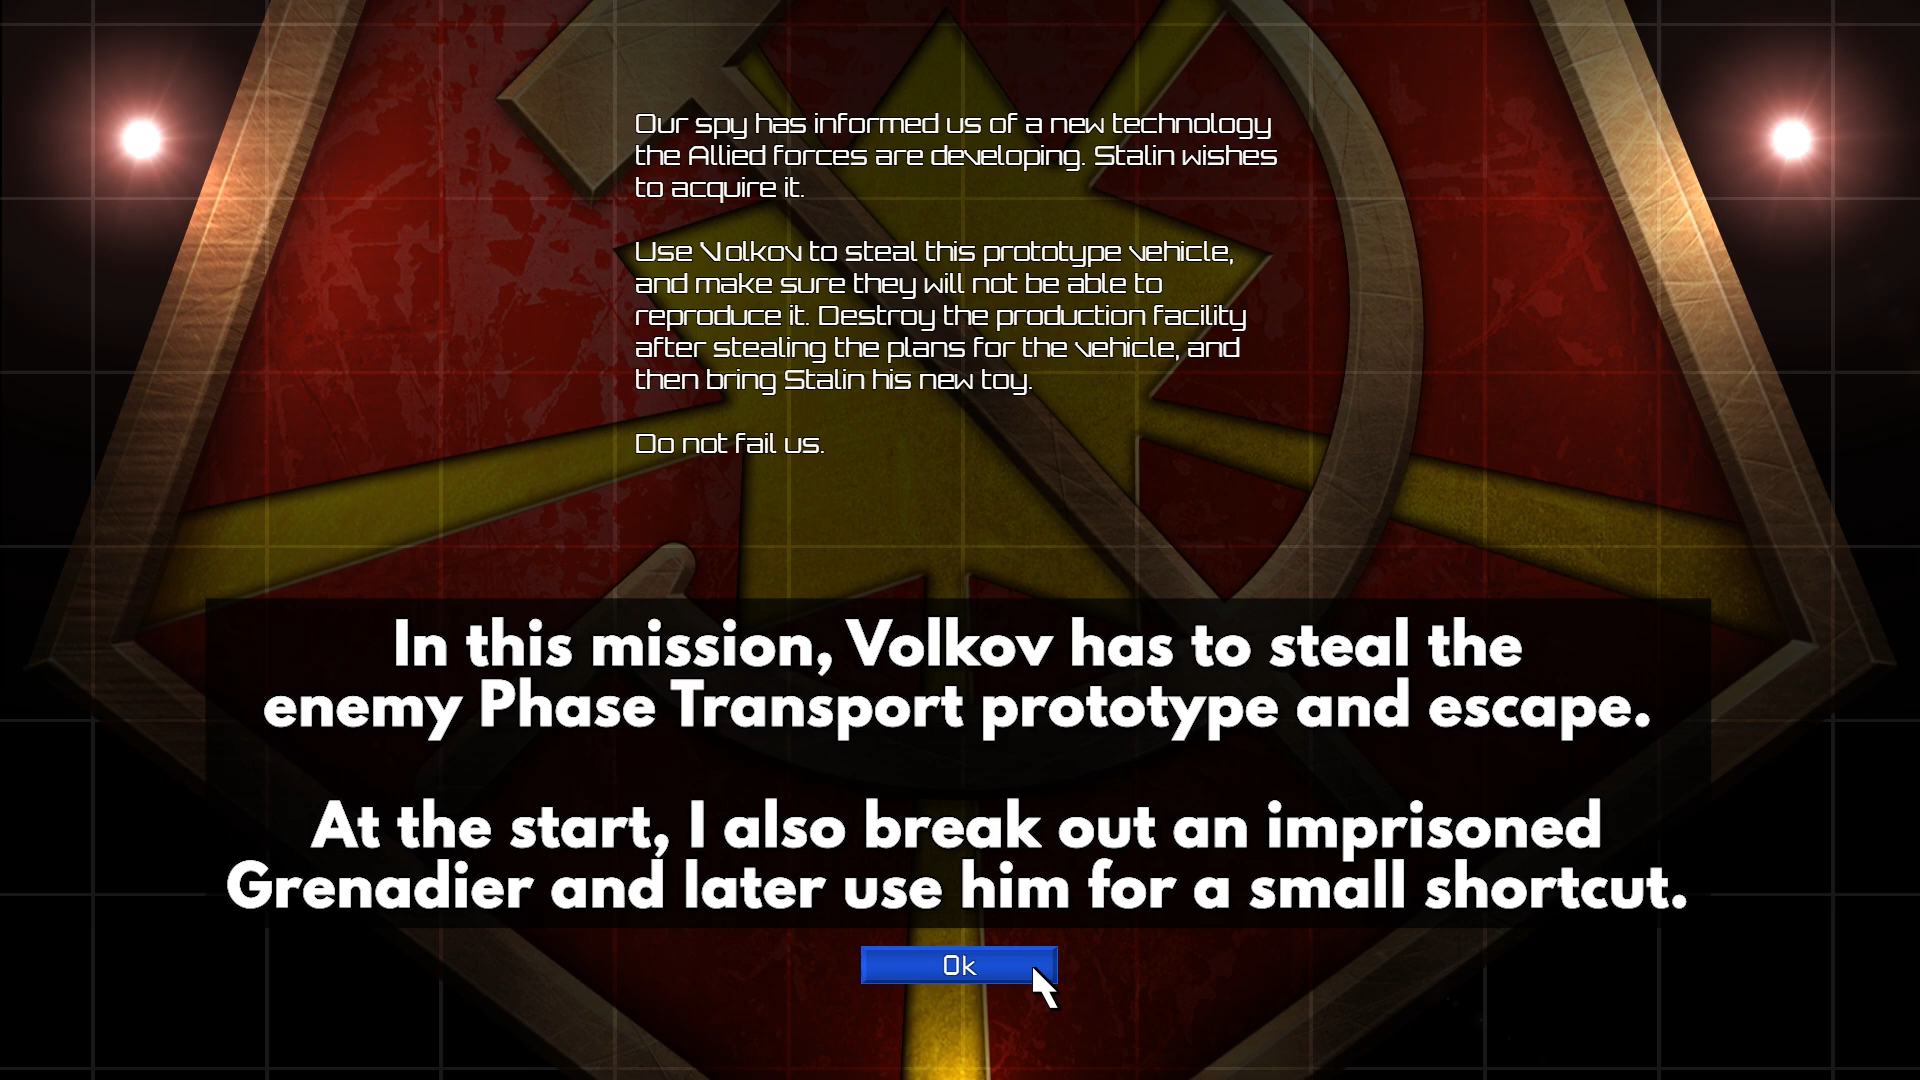 Our spy has informed us of a new technology
the Allied forces are developing. Stalin wishes
to acquire it.
Use Volkov to steal this prototype vehicle,
and make sure they will not be able to
reproduce it. Destroy the production facility
after stealing the plans for the vehicle, and
then bring Stalin his new toy.
Do not fail us.
In this mission, Volkov has to steal the
enemy Phase Transport prototype and escape.
At the start, I also break out an imprisoned
Grenadier and later use him for a small shortcut.
Ok